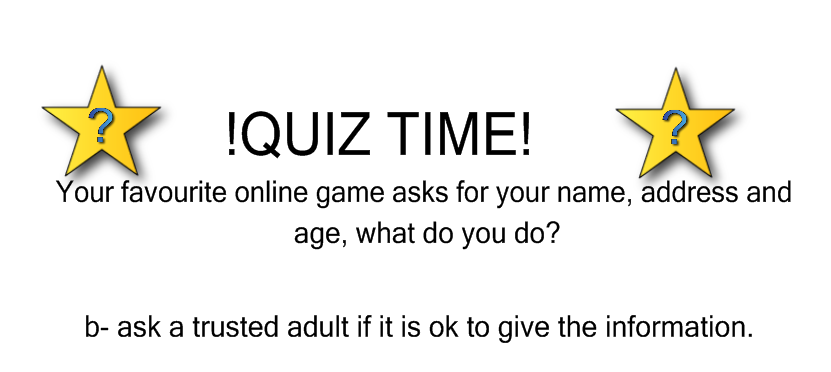 ?
?
!QUIZ TIME!
Your favourite online game asks for your name, address and
age, what do you do?
b- ask a trusted adult if it is ok to give the information.